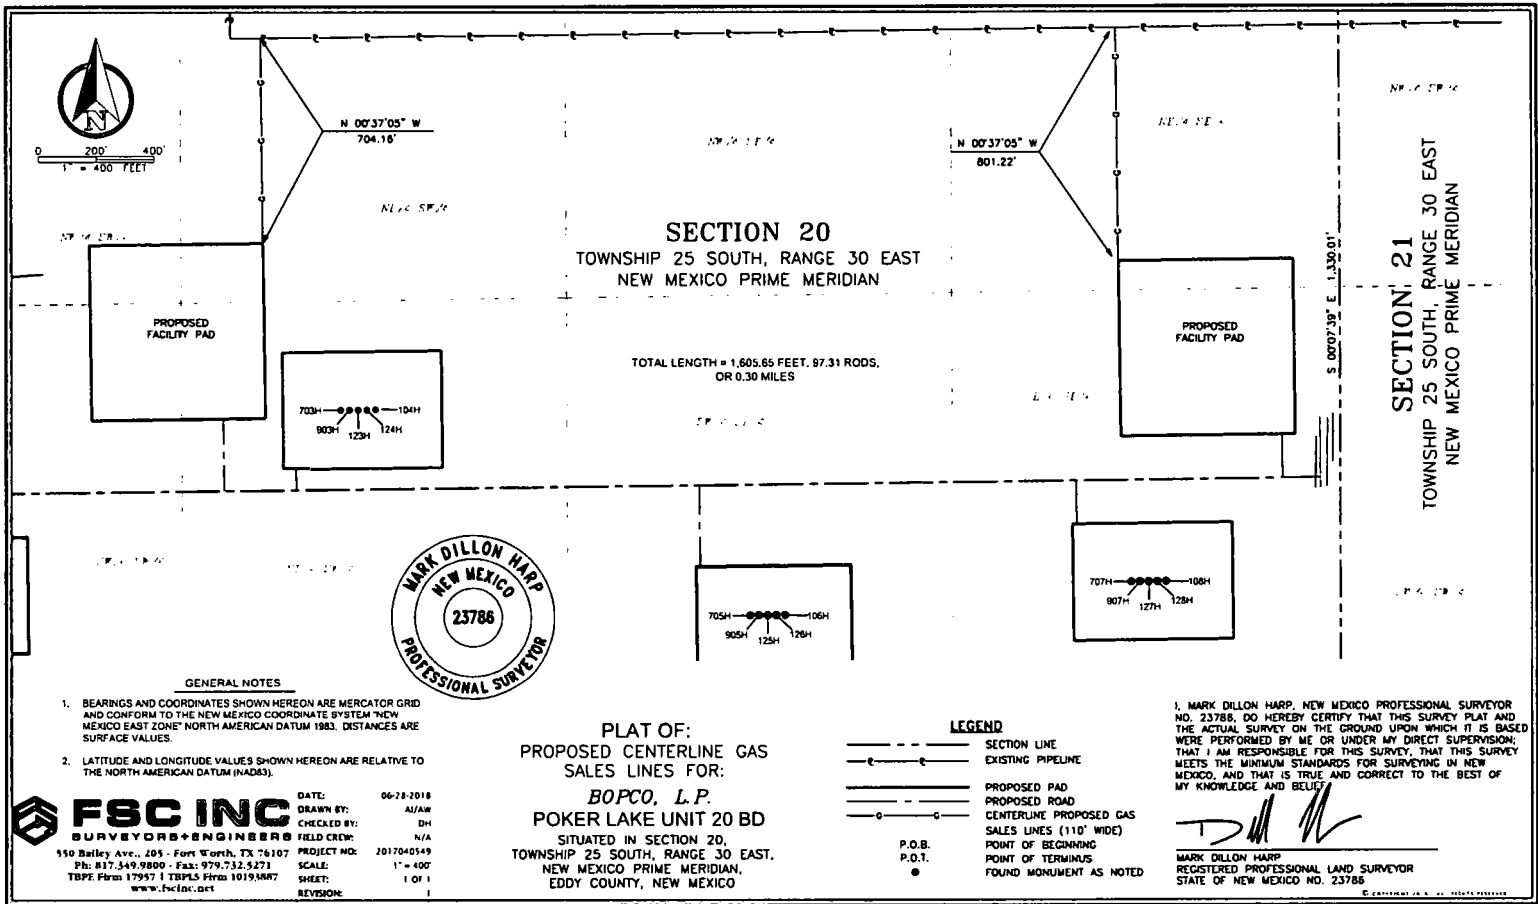 N
0 200' 400'
1" = 400 FEET
N 00°37'05" W
704.16'
N 00°37'05" W
801.22'
SECTION 20
TOWNSHIP 25 SOUTH, RANGE 30 EAST
NEW MEXICO PRIME MERIDIAN
SECTION 21
TOWNSHIP 25 SOUTH, RANGE 30 EAST
NEW MEXICO PRIME MERIDIAN
S 00°07'39" E 1,330.01'
PROPOSED
FACILITY PAD
PROPOSED
FACILITY PAD
TOTAL LENGTH = 1,605.65 FEET, 97.31 RODS,
OR 0.30 MILES
703H 104H
903H 123H 124H
705H 106H
905H 125H 126H
707H 108H
907H 127H 128H
MARK DILLON HARP
NEW MEXICO
23786
PROFESSIONAL SURVEYOR
GENERAL NOTES
1. BEARINGS AND COORDINATES SHOWN HEREON ARE MERCATOR GRID
AND CONFORM TO THE NEW MEXICO COORDINATE SYSTEM "NEW
MEXICO EAST ZONE" NORTH AMERICAN DATUM 1983. DISTANCES ARE
SURFACE VALUES.
2. LATITUDE AND LONGITUDE VALUES SHOWN HEREON ARE RELATIVE TO
THE NORTH AMERICAN DATUM (NAD83).
FSC INC
SURVEYORS+ENGINEERS
550 Bailey Ave., 205 - Fort Worth, TX 76107
Ph: 817.349.9800 - Fax: 979.732.5271
TBPE Firm 17957 | TBPLS Firm 10193887
www.fscinc.net
DATE: 06-28-2018
DRAWN BY: AI/AW
CHECKED BY: DH
FIELD CREW: N/A
PROJECT NO: 2017040549
SCALE: 1" = 400'
SHEET: 1 OF 1
REVISION: 1
PLAT OF:
PROPOSED CENTERLINE GAS
SALES LINES FOR:
BOPCO, L.P.
POKER LAKE UNIT 20 BD
SITUATED IN SECTION 20,
TOWNSHIP 25 SOUTH, RANGE 30 EAST,
NEW MEXICO PRIME MERIDIAN,
EDDY COUNTY, NEW MEXICO
LEGEND
SECTION LINE
EXISTING PIPELINE
PROPOSED PAD
PROPOSED ROAD
CENTERLINE PROPOSED GAS
SALES LINES (110' WIDE)
P.O.B. POINT OF BEGINNING
P.O.T. POINT OF TERMINUS
FOUND MONUMENT AS NOTED
I, MARK DILLON HARP, NEW MEXICO PROFESSIONAL SURVEYOR
NO. 23786, DO HEREBY CERTIFY THAT THIS SURVEY PLAT AND
THE ACTUAL SURVEY ON THE GROUND UPON WHICH IT IS BASED
WERE PERFORMED BY ME OR UNDER MY DIRECT SUPERVISION;
THAT I AM RESPONSIBLE FOR THIS SURVEY, THAT THIS SURVEY
MEETS THE MINIMUM STANDARDS FOR SURVEYING IN NEW
MEXICO, AND THAT IS TRUE AND CORRECT TO THE BEST OF
MY KNOWLEDGE AND BELIEF.
MARK DILLON HARP
REGISTERED PROFESSIONAL LAND SURVEYOR
STATE OF NEW MEXICO NO. 23786